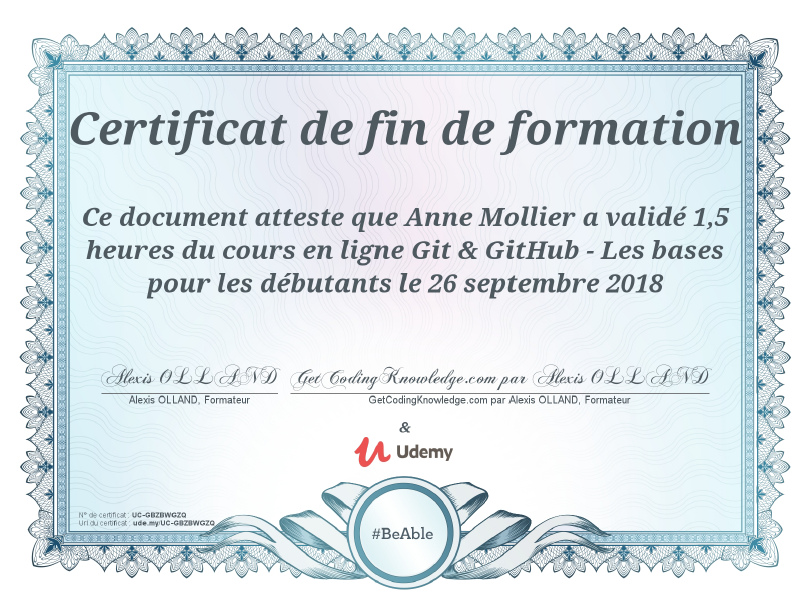 Certificat de fin de formation
Ce document atteste que Anne Mollier a validé 1,5
heures du cours en ligne Git & GitHub - Les bases
pour les débutants le 26 septembre 2018
Alexis OLLAND GetCodingKnowledge.com par Alexis OLLAND
Alexis OLLAND, Formateur GetCodingKnowledge.com par Alexis OLLAND, Formateur
&
Udemy
N° de certificat : UC-GBZBWGZQ
Url du certificat : ude.my/UC-GBZBWGZQ
#BeAble